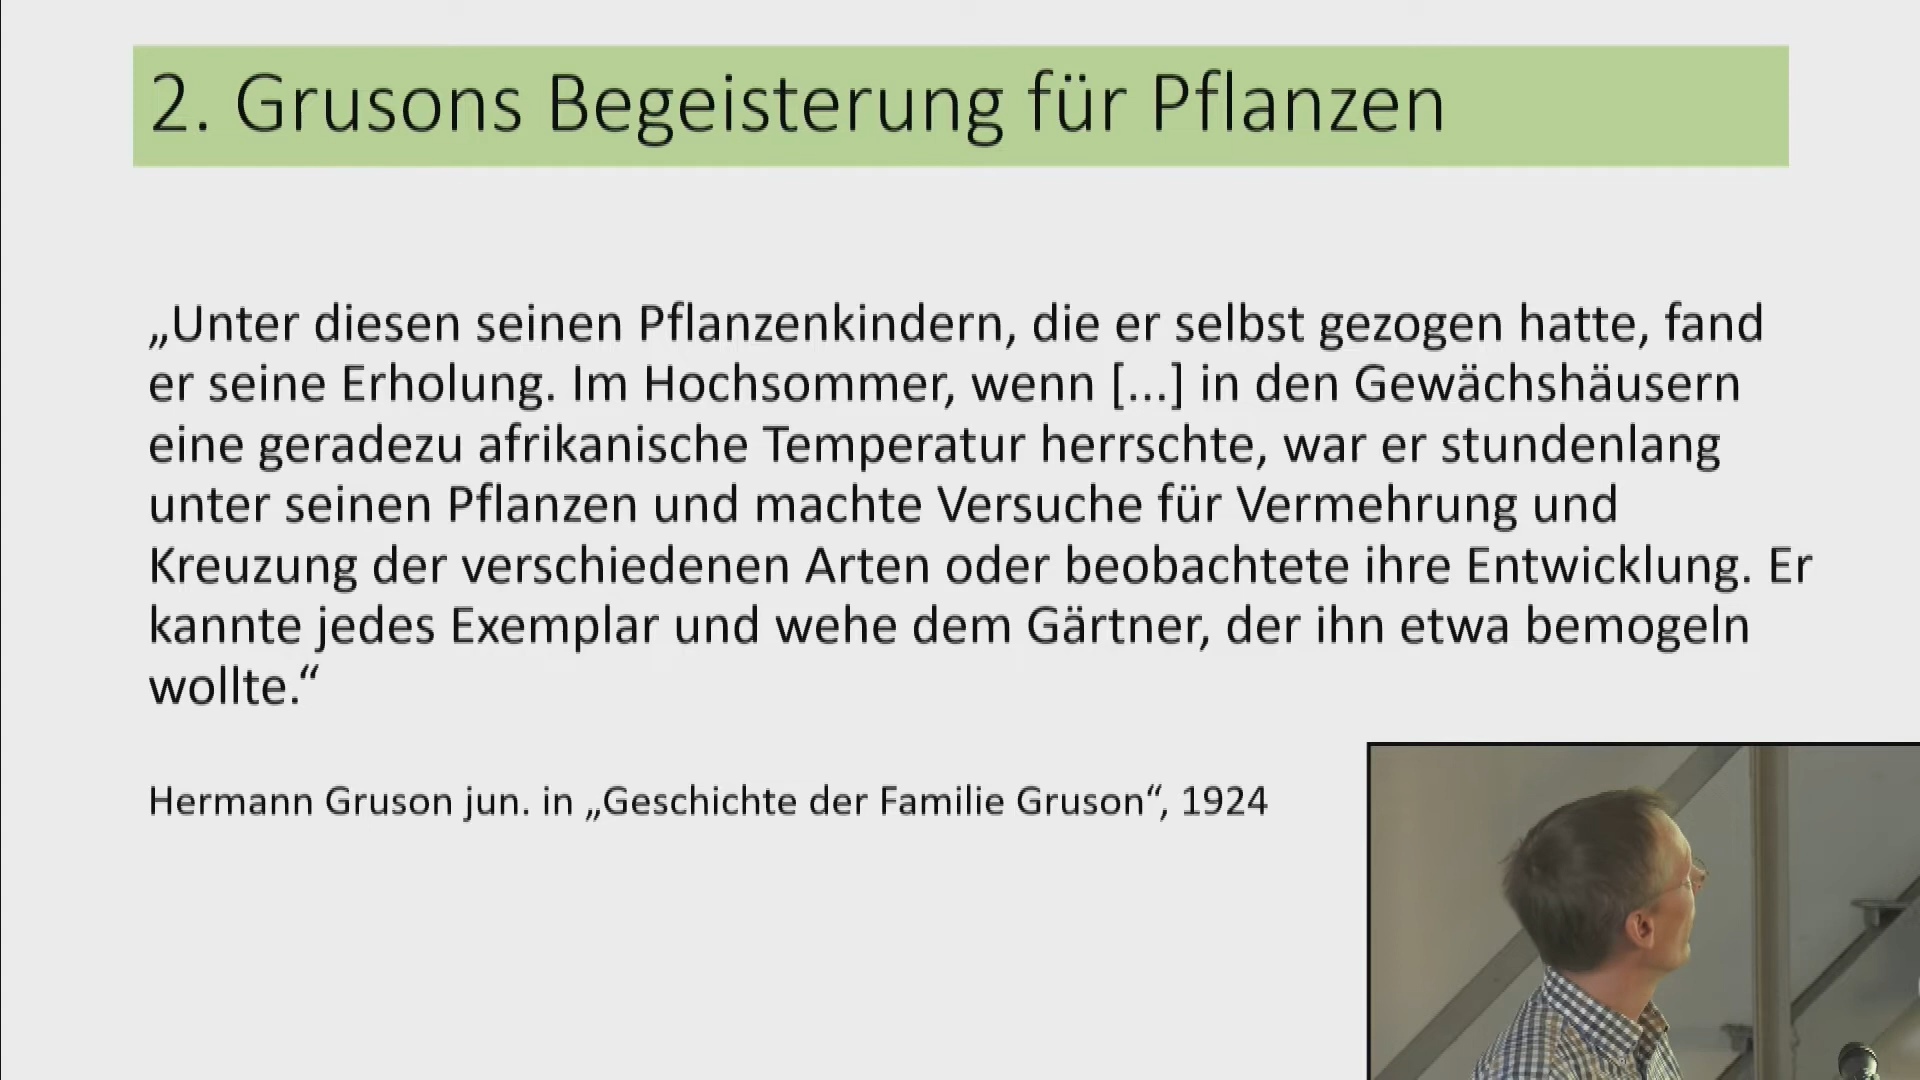 2. Grusons Begeisterung für Pflanzen
„Unter diesen seinen Pflanzenkindern, die er selbst gezogen hatte, fand
er seine Erholung. Im Hochsommer, wenn [...] in den Gewächshäusern
eine geradezu afrikanische Temperatur herrschte, war er stundenlang
unter seinen Pflanzen und machte Versuche für Vermehrung und
Kreuzung der verschiedenen Arten oder beobachtete ihre Entwicklung. Er
kannte jedes Exemplar und wehe dem Gärtner, der ihn etwa bemogeln
wollte.“
Hermann Gruson jun. in „Geschichte der Familie Gruson“, 1924